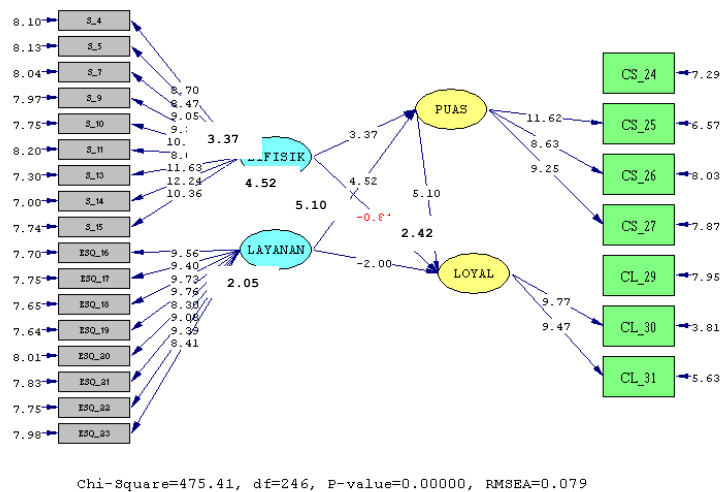 8.10 S_4
8.13 S_5
8.04 S_7
7.97 S_9
7.75 S_10
8.20 S_11
7.30 S_13
7.00 S_14
7.74 S_15
7.70 ESQ_16
7.75 ESQ_17
7.65 ESQ_18
7.64 ESQ_19
8.01 ESQ_20
7.83 ESQ_21
7.75 ESQ_22
7.98 ESQ_23
8.70
8.47
9.05
11.63
12.24
10.36
9.56
9.40
9.73
9.76
8.30
9.08
9.39
8.41
3.37
4.52
5.10
2.42
2.05
LAYANAN
3.37
4.52
5.10
-2.00
PUAS
LOYAL
11.62
8.63
9.25
9.77
9.47
CS_24 7.29
CS_25 6.57
CS_26 8.03
CS_27 7.87
CL_29 7.95
CL_30 3.81
CL_31 5.63
Chi-Square=475.41, df=246, P-value=0.00000, RMSEA=0.079